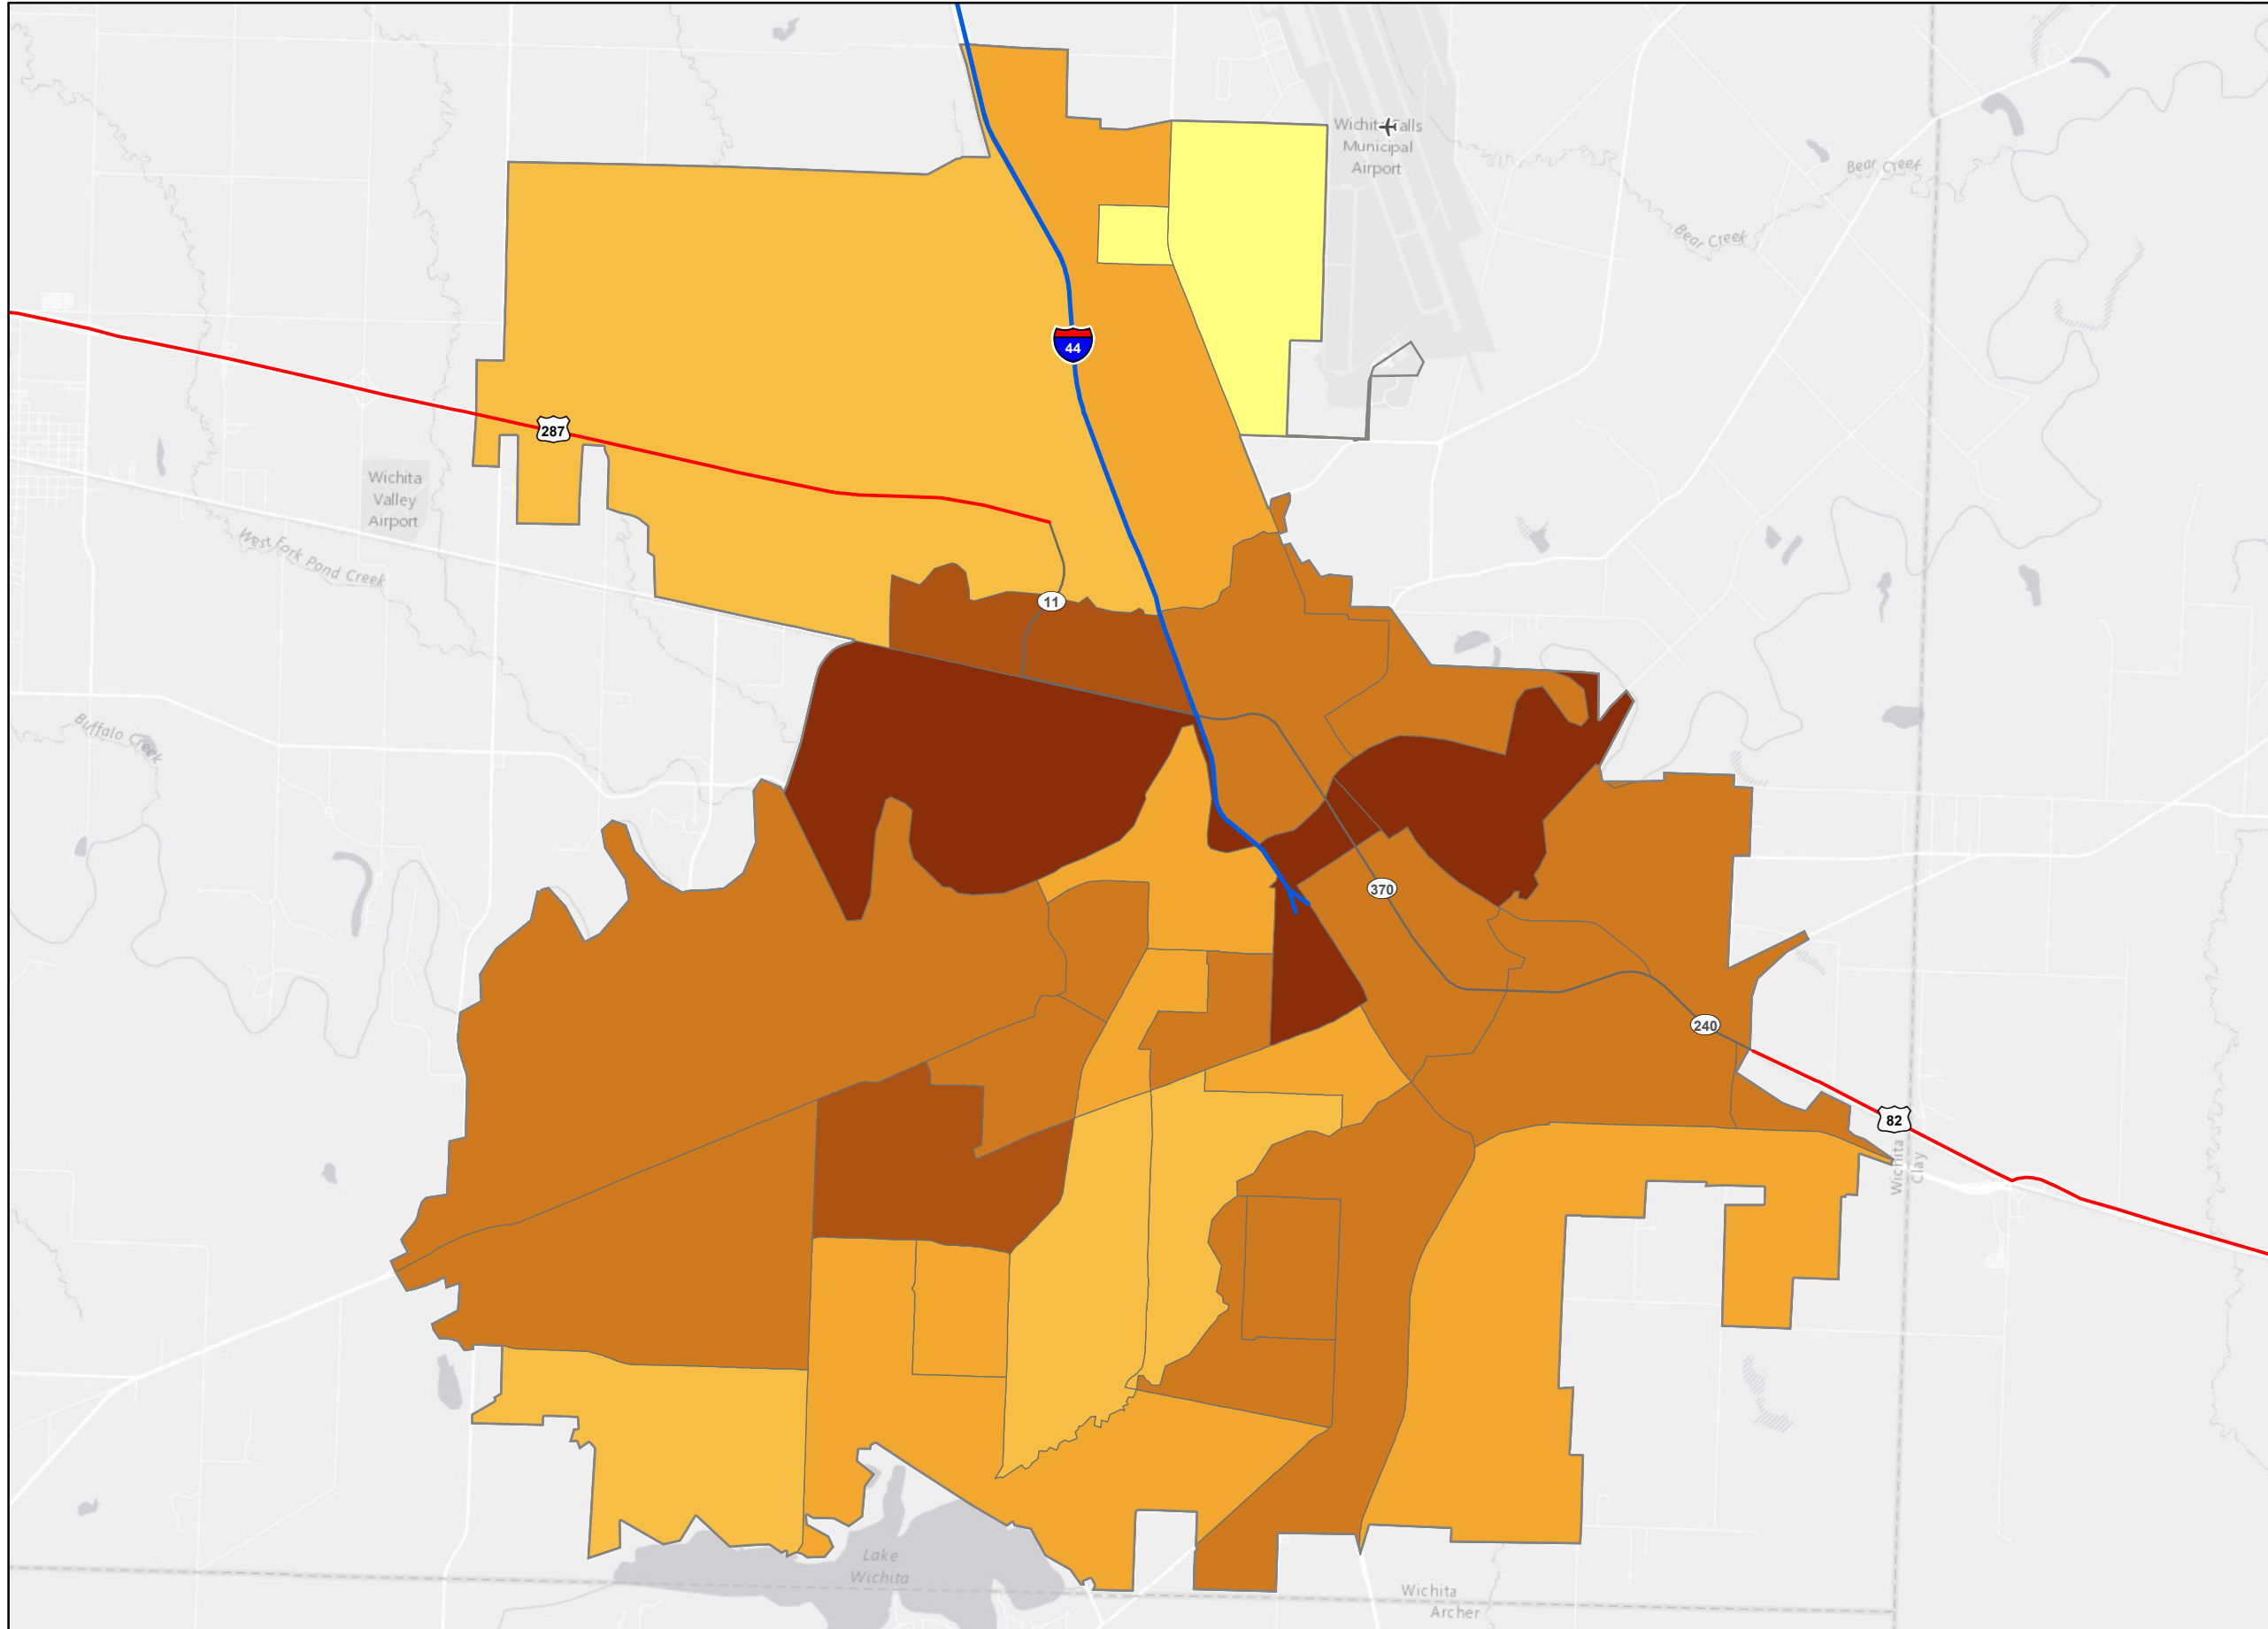 Wichita Falls
Municipal
Airport
Bear Creek
Bear Creek
44
287
Wichita
Valley
Airport
West Fork Pond Creek
11
Buffalo Creek
370
240
82
Wichita
Clay
Lake
Wichita
Wichita
Archer